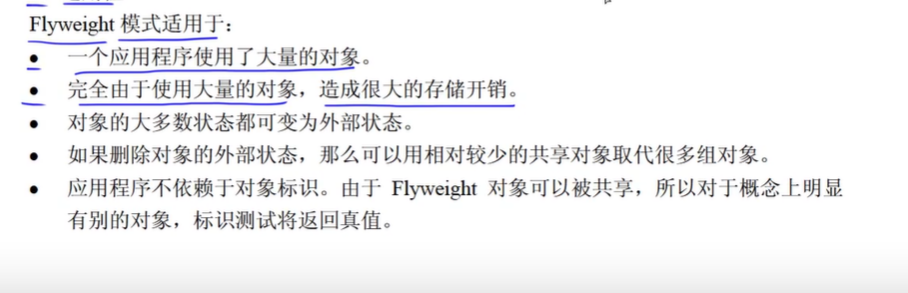 Flyweight 模式适用于：
● 一个应用程序使用了大量的对象。
● 完全由于使用大量的对象，造成很大的存储开销。
● 对象的大多数状态都可变为外部状态。
● 如果删除对象的外部状态，那么可以用相对较少的共享对象取代很多组对象。
● 应用程序不依赖于对象标识。由于 Flyweight 对象可以被共享，所以对于概念上明显
有别的对象，标识测试将返回真值。